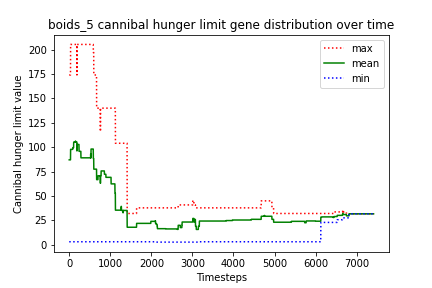 boids_5 cannibal hunger limit gene distribution over time
Cannibal hunger limit value
200
175
150
125
100
75
50
25
0
max
mean
min
0 1000 2000 3000 4000 5000 6000 7000
Timesteps